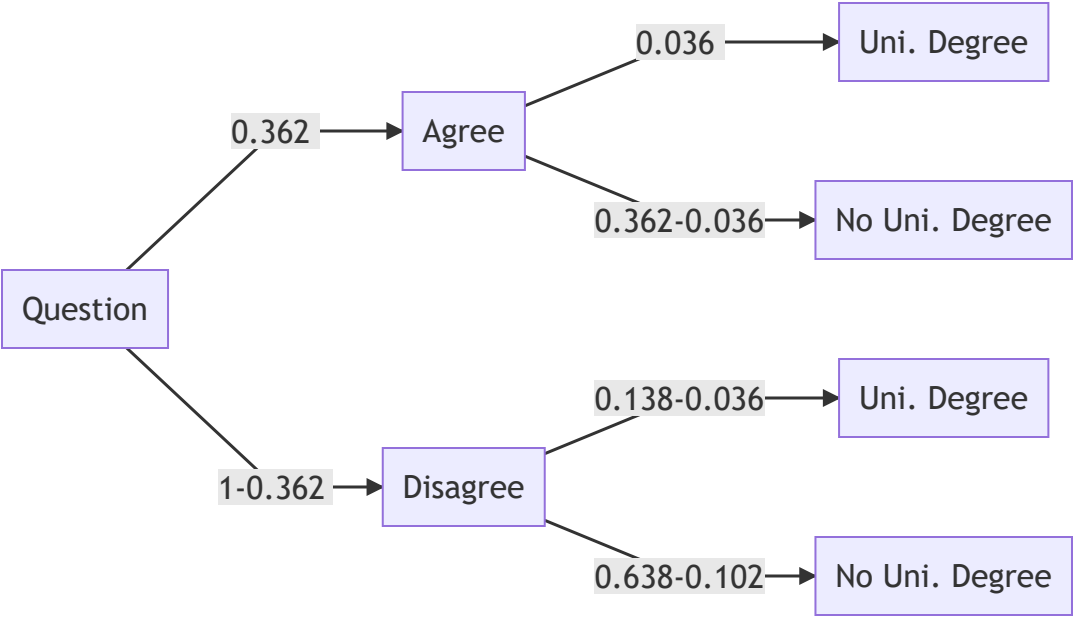 0.036
Uni. Degree
0.362
Agree
0.362-0.036
No Uni. Degree
Question
0.138-0.036
Uni. Degree
1-0.362
Disagree
0.638-0.102
No Uni. Degree